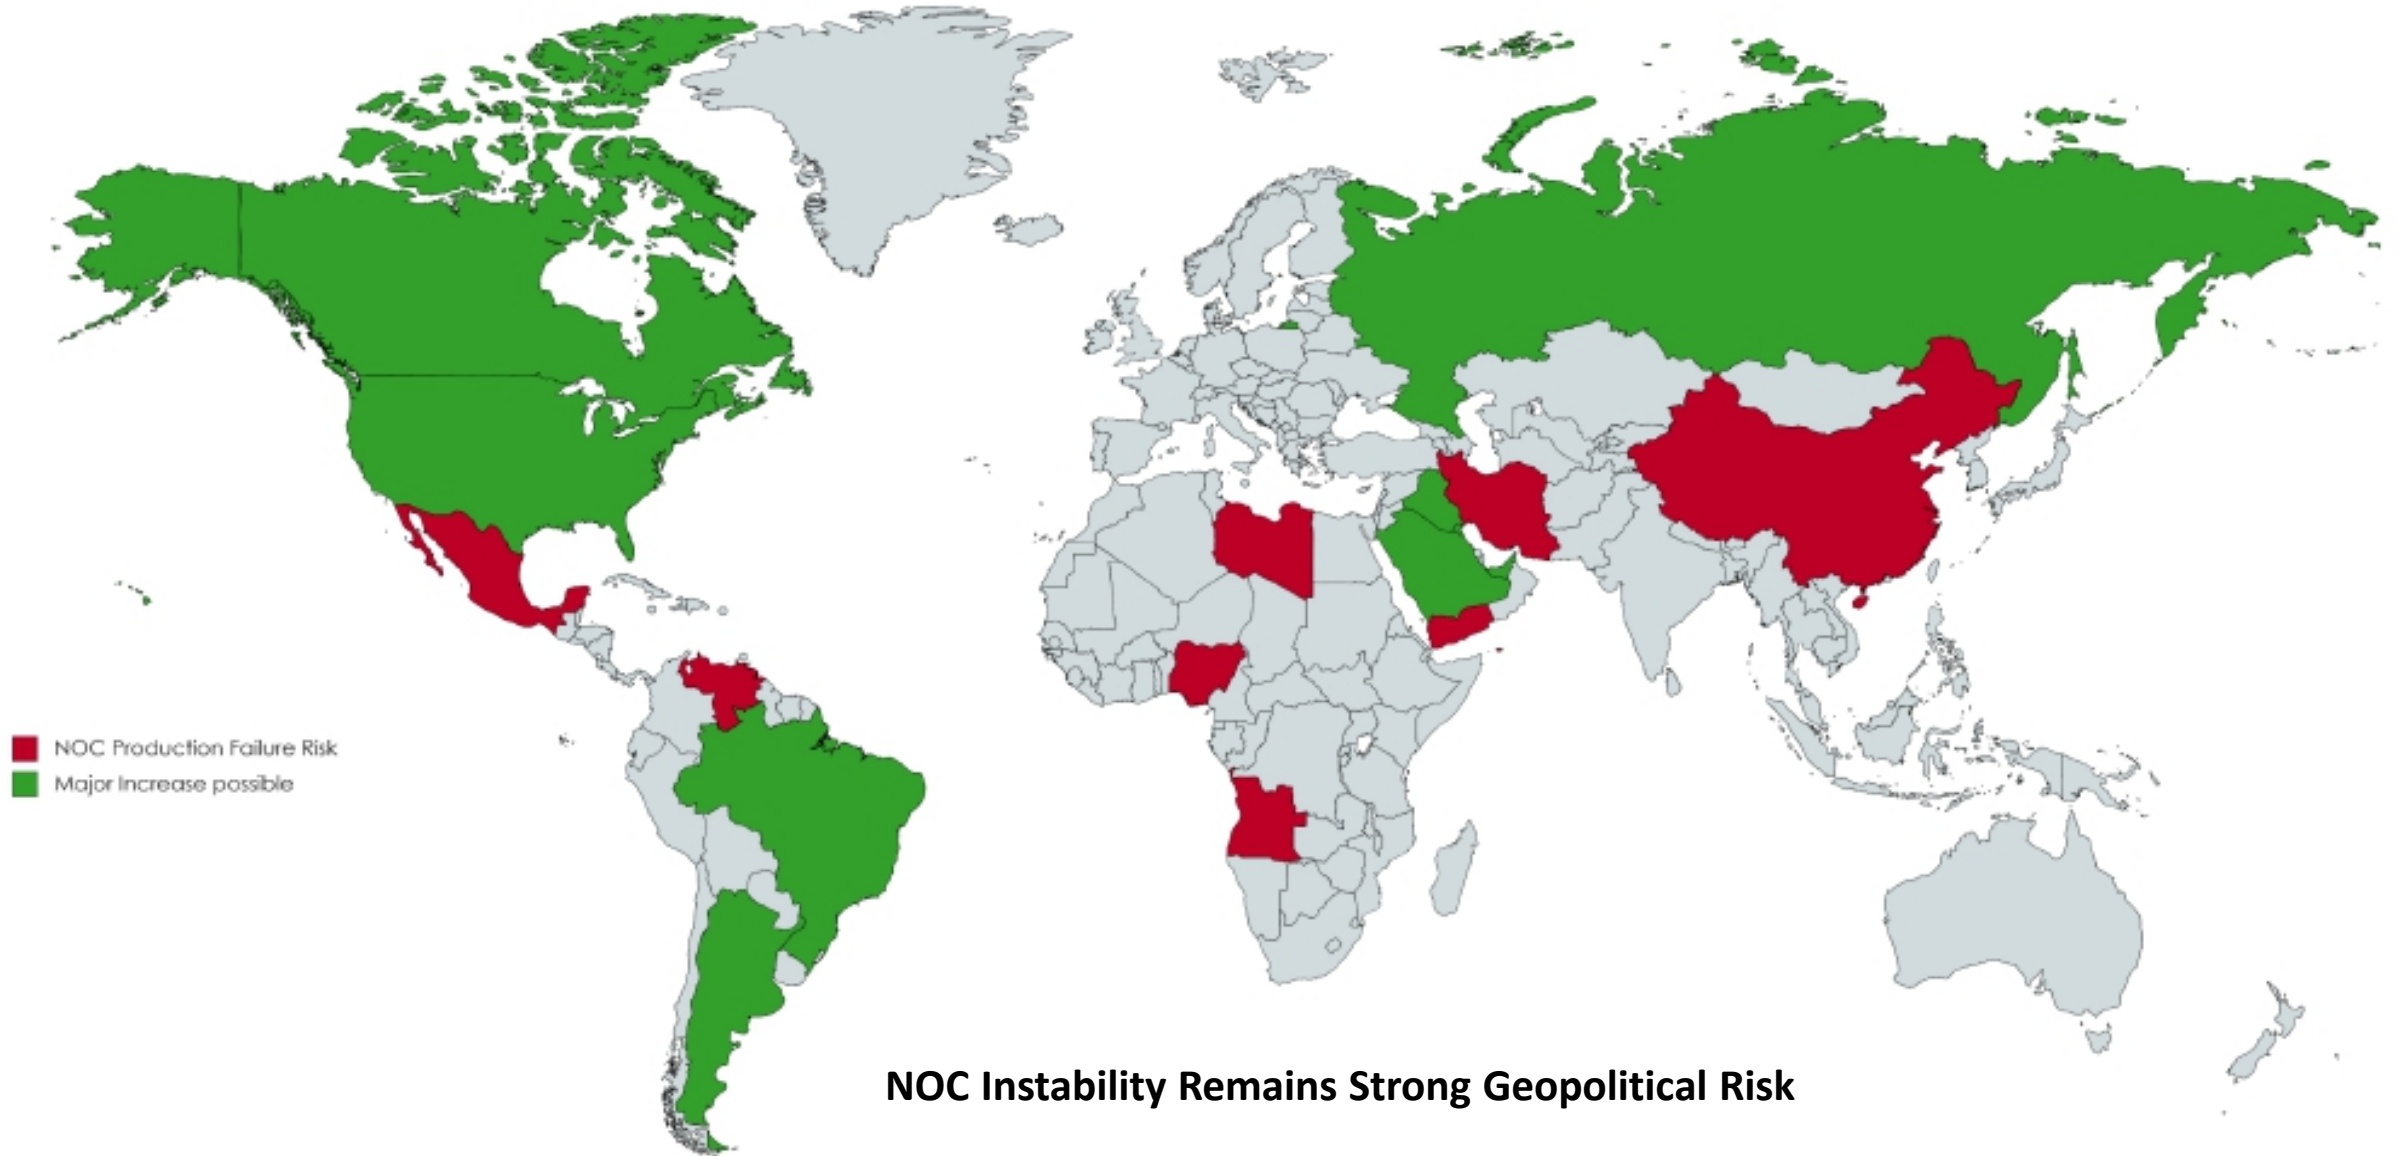 NOC Production Failure Risk
Major Increase possible
NOC Instability Remains Strong Geopolitical Risk